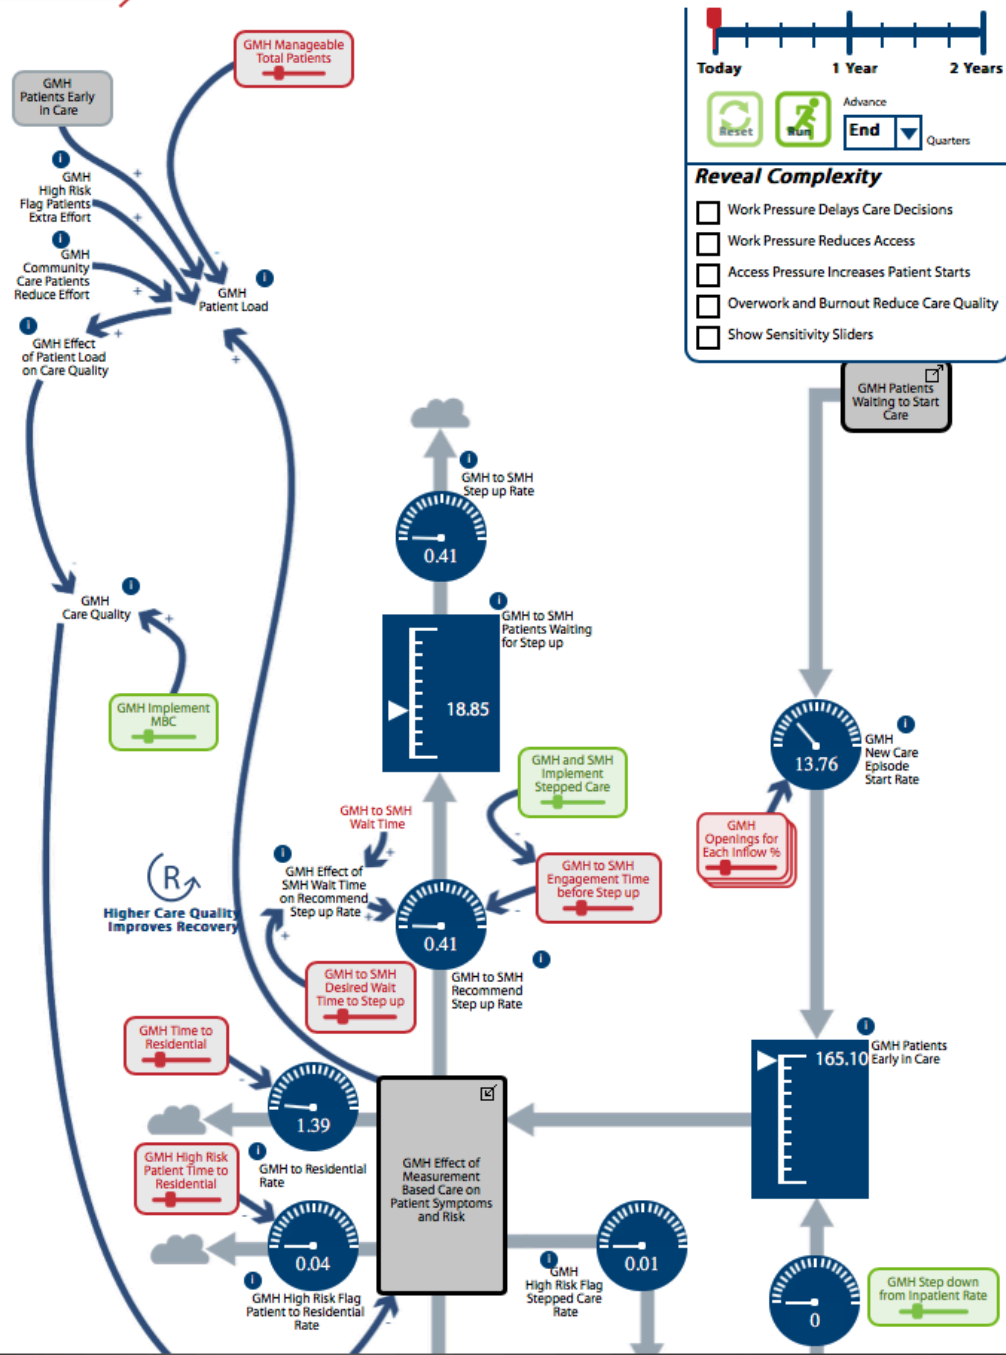 GMH Manageable
Total Patients
GMH
Patients Early
in Care
i
GMH
High Risk
Flag Patients
Extra Effort
i
GMH
Community
Care Patients
Reduce Effort
+
+
+
-
i
GMH
Patient Load
i
GMH Effect
of Patient Load
on Care Quality
+
+
Today
1 Year
2 Years
Reset
Run
Advance
End
Quarters
Reveal Complexity
Work Pressure Delays Care Decisions
Work Pressure Reduces Access
Access Pressure Increases Patient Starts
Overwork and Burnout Reduce Care Quality
Show Sensitivity Sliders
GMH Patients
Waiting to Start
Care
i
GMH to SMH
Step up Rate
0.41
-
i
GMH
Care Quality
+
GMH Implement
MBC
i
GMH to SMH
Patients Waiting
for Step up
18.85
i
GMH
New Care
Episode
Start Rate
13.76
GMH
Openings for
Each Inflow %
GMH and SMH
Implement
Stepped Care
-
GMH to SMH
Wait Time
+
i
GMH Effect of
SMH Wait Time
on Recommend
Step up Rate
+
+
GMH to SMH
Engagement Time
before Step up
-
0.41
i
GMH to SMH
Recommend
Step up Rate
R
Higher Care Quality
Improves Recovery
GMH to SMH
Desired Wait
Time to Step up
GMH Time to
Residential
-
1.39
i
GMH to Residential
Rate
GMH High Risk
Patient Time to
Residential
-
0.04
i
GMH High Risk Flag
Patient to Residential
Rate
GMH Effect of
Measurement
Based Care on
Patient Symptoms
and Risk
-
i
GMH
High Risk Flag
Stepped Care
Rate
0.01
i
GMH Patients
Early in Care
165.10
0
GMH Step down
from Inpatient Rate